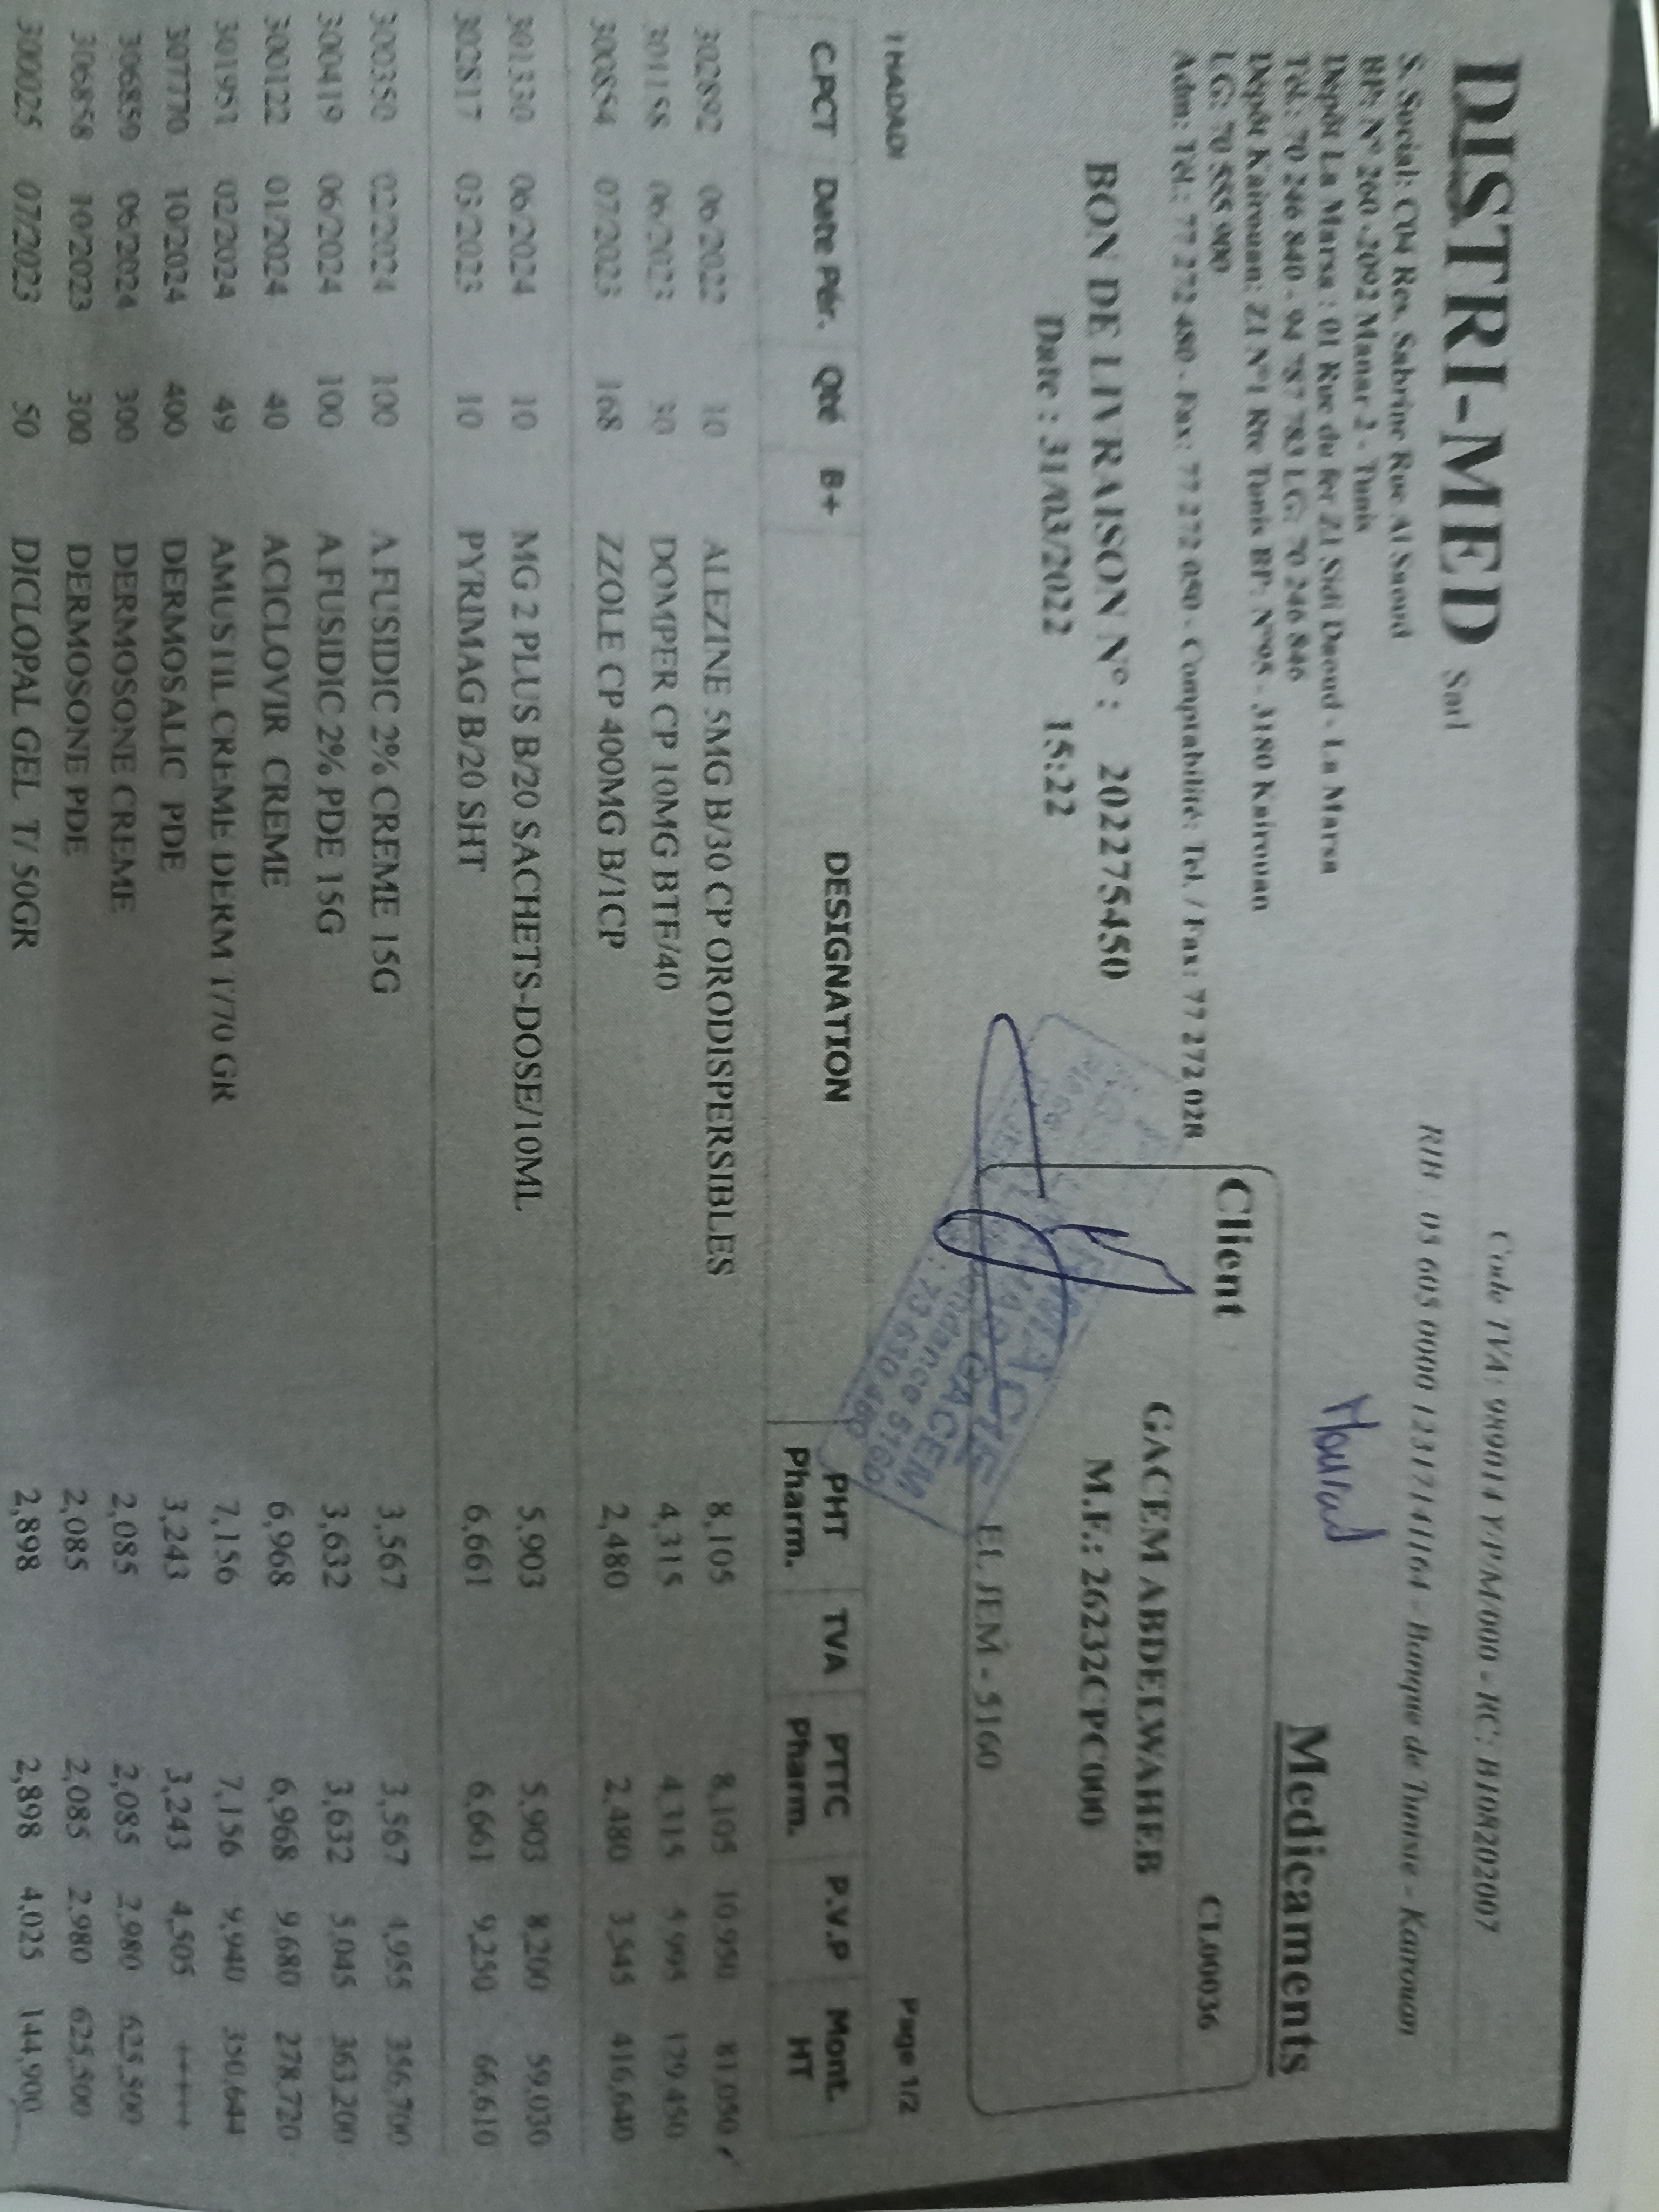 DISTRI-MED Sarl
S. Social: C04 Res. Sabrine Rue Al Saoud
BP: N° 260 -2092 Manar 2 - Tunis
Dépôt La Marsa : 01 Rue du fer Z.I Sidi Daoud - La Marsa
Tél.: 70 246 840 - 94 787 783 LG: 70 246 846
Dépôt Kairouan: Z.I N°1 Rte Tunis BP: N°95 - 3180 Kairouan
LG: 70 555 900
Adm: Tél.: 77 272 480 - Fax: 77 272 050 - Comptabilité: Tel. / Fax: 77 272 028
Code TVA: 989014 Y/P/M/000 - RC: B108202007
RIB : 05 605 0000 12317141164 - Banque de Tunisie - Karouan
Mourad
Medicaments
BON DE LIVRAISON N° : 202275450
Date : 31/03/2022 15:22
Client CL00036
GACEM ABDELWAHEB
M.F.: 26232CPC000
EL JEM - 5160
GACEM
5160
73 630 480
THADADI
Page 1/2
C.PCT Date Pér. Qté B+ DESIGNATION PHT Pharm. TVA PTTC Pharm. P.V.P Mont. HT
302892 06/2022 10 ALEZINE 5MG B/30 CP ORODISPERSIBLES 8,105 8,105 10,950 81,050
301158 06/2023 30 DOMPER CP 10MG BTE/40 4,315 4,315 5,995 129,450
300854 07/2023 168 ZZOLE CP 400MG B/1CP 2,480 2,480 3,545 416,640
301330 06/2024 10 MG 2 PLUS B/20 SACHETS-DOSE/10ML 5,903 5,903 8,200 59,030
302817 03/2023 10 PYRIMAG B/20 SHT 6,661 6,661 9,250 66,610
300350 02/2024 100 A.FUSIDIC 2% CREME 15G 3,567 3,567 4,955 356,700
300419 06/2024 100 A.FUSIDIC 2% PDE 15G 3,632 3,632 5,045 363,200
300122 01/2024 40 ACICLOVIR CREME 6,968 6,968 9,680 278,720
301951 02/2024 49 AMUSTIL CREME DERM T/70 GR 7,156 7,156 9,940 350,644
307770 10/2024 400 DERMOSALIC PDE 3,243 3,243 4,505 +++++
306859 06/2024 300 DERMOSONE CREME 2,085 2,085 2,980 625,500
306858 10/2023 300 DERMOSONE PDE 2,085 2,085 2,980 625,500
300025 07/2023 50 DICLOPAL GEL T/ 50GR 2,898 2,898 4,025 144,900